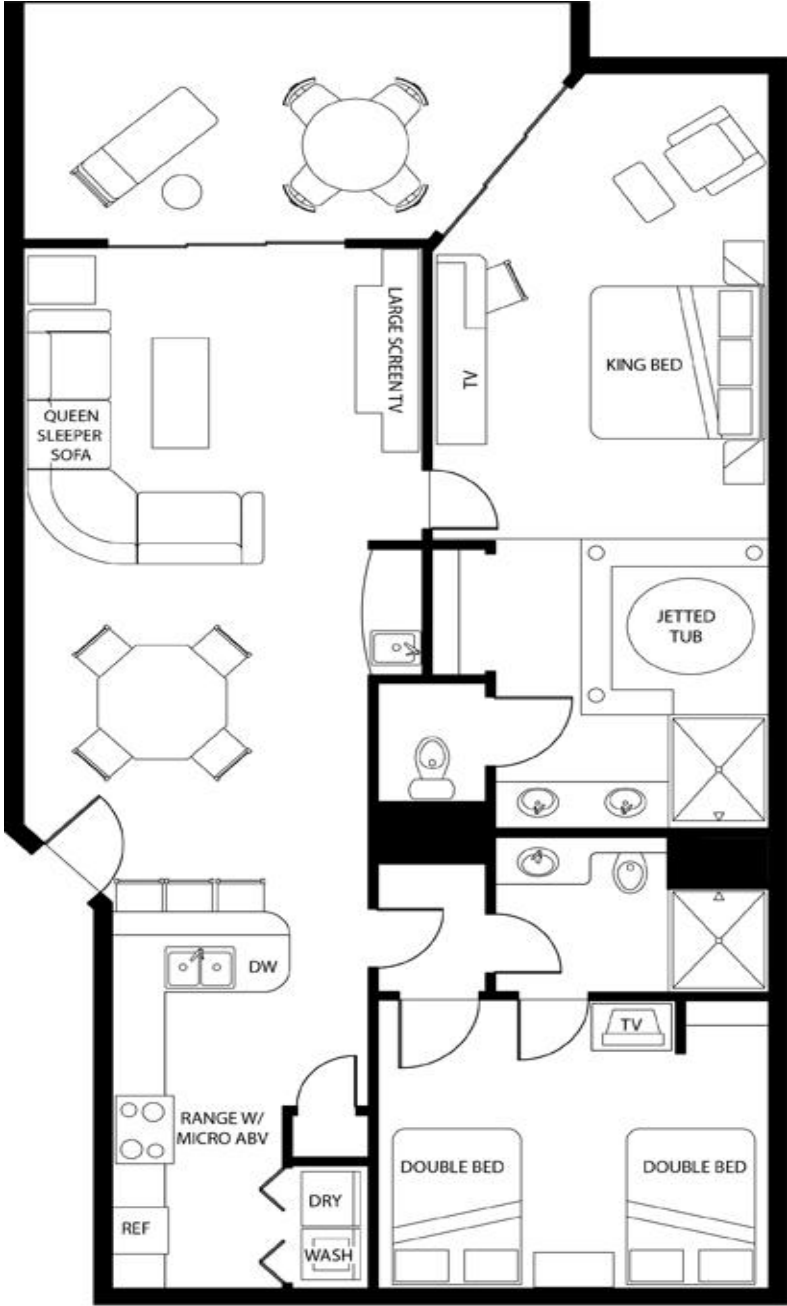 LARGE SCREEN TV
TV
KING BED
QUEEN
SLEEPER
SOFA
JETTED
TUB
DW
TV
RANGE W/
MICRO ABV
DOUBLE BED
DOUBLE BED
DRY
REF
WASH